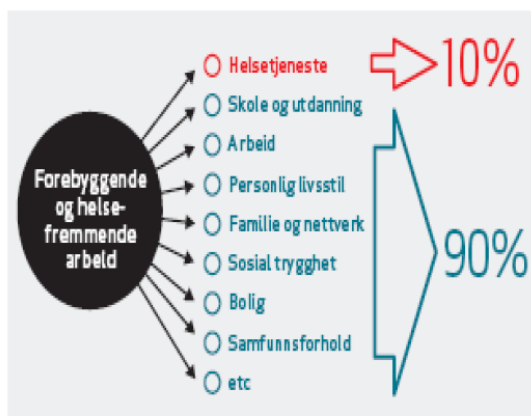 Forebyggende
og helse-
fremmende
arbeid
Helsetjeneste
10%
Skole og utdanning
Arbeid
Personlig livsstil
Familie og nettverk
Sosial trygghet
Bolig
Samfunnsforhold
etc
90%